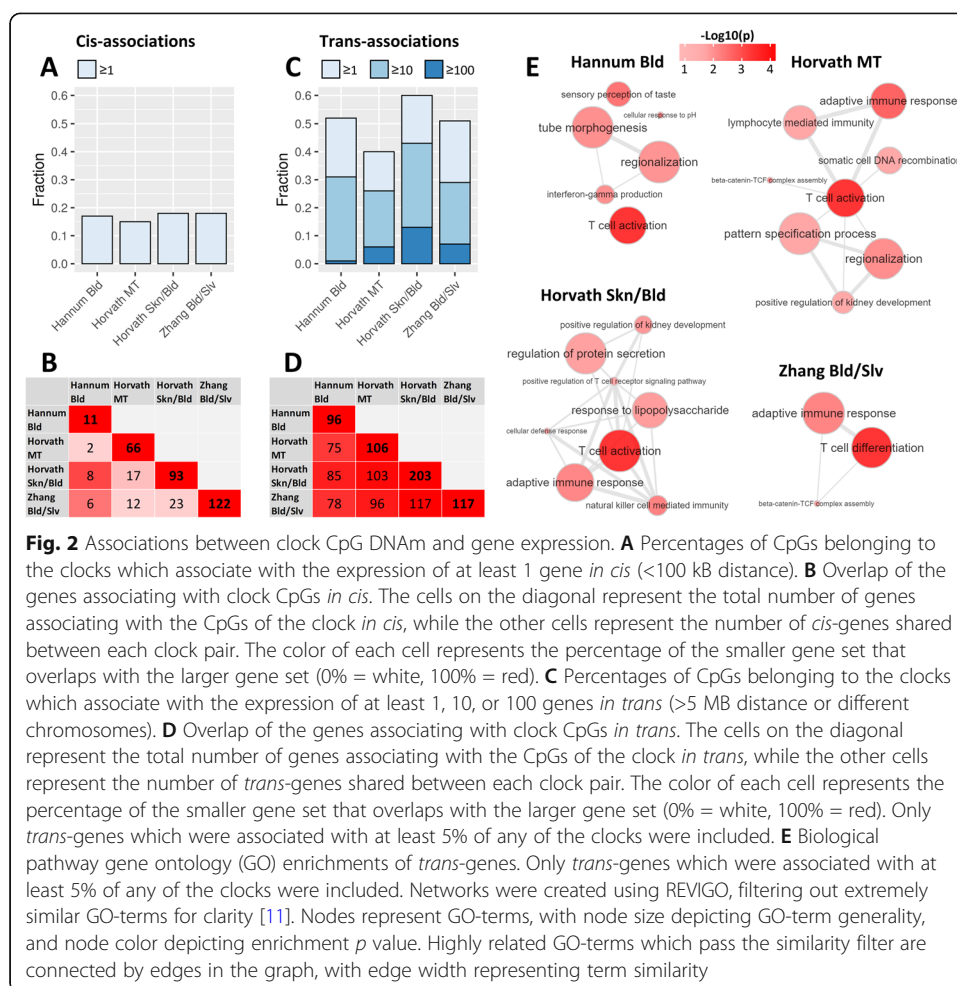 Cis-associations
A
≥1
Fraction
0.6
0.5
0.4
0.3
0.2
0.1
0.0
Hannum Bld
Horvath MT
Horvath Skn/Bld
Zhang Bld/Slv
Trans-associations
C
≥1 ≥10 ≥100
Fraction
0.6
0.5
0.4
0.3
0.2
0.1
0.0
Hannum Bld
Horvath MT
Horvath Skn/Bld
Zhang Bld/Slv
B
Hannum Horvath Horvath Zhang
Bld MT Skn/Bld Bld/Slv
Hannum
Bld 11
Horvath
MT 2 66
Horvath
Skn/Bld 8 17 93
Zhang
Bld/Slv 6 12 23 122
D
Hannum Horvath Horvath Zhang
Bld MT Skn/Bld Bld/Slv
Hannum
Bld 96
Horvath
MT 75 106
Horvath
Skn/Bld 85 103 203
Zhang
Bld/Slv 78 96 117 117
E
-Log10(p)
1 2 3 4
Hannum Bld
sensory perception of taste
cellular response to pH
tube morphogenesis
regionalization
interferon-gamma production
T cell activation
Horvath MT
adaptive immune response
lymphocyte mediated immunity
somatic cell DNA recombination
beta-catenin-TCF complex assembly
T cell activation
pattern specification process
regionalization
positive regulation of kidney development
Horvath Skn/Bld
positive regulation of kidney development
regulation of protein secretion
positive regulation of T cell receptor signaling pathway
response to lipopolysaccharide
cellular defense response
T cell activation
adaptive immune response
natural killer cell mediated immunity
Zhang Bld/Slv
adaptive immune response
T cell differentiation
beta-catenin-TCF complex assembly
Fig. 2 Associations between clock CpG DNAm and gene expression. A Percentages of CpGs belonging to
the clocks which associate with the expression of at least 1 gene in cis (<100 kB distance). B Overlap of the
genes associating with clock CpGs in cis. The cells on the diagonal represent the total number of genes
associating with the CpGs of the clock in cis, while the other cells represent the number of cis-genes shared
between each clock pair. The color of each cell represents the percentage of the smaller gene set that
overlaps with the larger gene set (0% = white, 100% = red). C Percentages of CpGs belonging to the clocks
which associate with the expression of at least 1, 10, or 100 genes in trans (>5 MB distance or different
chromosomes). D Overlap of the genes associating with clock CpGs in trans. The cells on the diagonal
represent the total number of genes associating with the CpGs of the clock in trans, while the other cells
represent the number of trans-genes shared between each clock pair. The color of each cell represents the
percentage of the smaller gene set that overlaps with the larger gene set (0% = white, 100% = red). Only
trans-genes which were associated with at least 5% of any of the clocks were included. E Biological
pathway gene ontology (GO) enrichments of trans-genes. Only trans-genes which were associated with at
least 5% of any of the clocks were included. Networks were created using REVIGO, filtering out extremely
similar GO-terms for clarity [11]. Nodes represent GO-terms, with node size depicting GO-term generality,
and node color depicting enrichment p value. Highly related GO-terms which pass the similarity filter are
connected by edges in the graph, with edge width representing term similarity